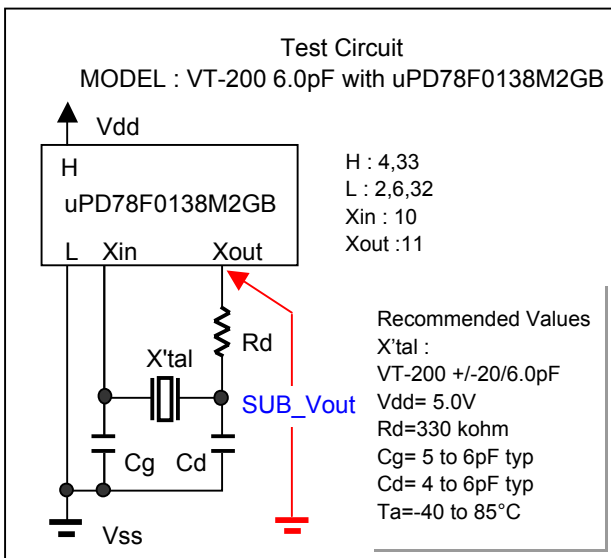 Test Circuit
MODEL : VT-200 6.0pF with uPD78F0138M2GB
Vdd
H
uPD78F0138M2GB
L Xin Xout
H : 4,33
L : 2,6,32
Xin : 10
Xout :11
Rd
X'tal
SUB_Vout
Cg Cd
Vss
Recommended Values
X'tal :
VT-200 +/-20/6.0pF
Vdd= 5.0V
Rd=330 kohm
Cg= 5 to 6pF typ
Cd= 4 to 6pF typ
Ta=-40 to 85°C